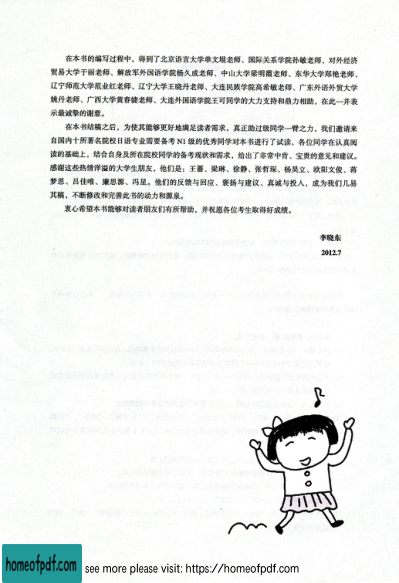 在本书的编写过程中，得到了北京语言大学单文垠老师、国际关系学院孙敏老师、对外经济
贸易大学于丽老师、解放军外国语学院杨久成老师、中山大学梁明霞老师、东华大学郑艳老师、
辽宁师范大学范业红老师、辽宁大学王晓丹老师、大连民族学院高希敏老师、广东外语外贸大学
姚丹老师、广西大学黄春婕老师、大连外国语学院王可同学的大力支持和鼎力相助，在此一并表
示最诚挚的谢意。
在本书结稿之后，为使其能够更好地满足读者需求，真正助过级同学一臂之力，我们邀请来
自国内十所著名院校日语专业需要备考 N1 级的优秀同学对本书进行了试读，各位同学在认真阅
读的基础上，结合自身及所在院校同学的备考现状和需求，给出了非常中肯、宝贵的意见和建议。
感谢这些热情洋溢的大学生朋友，他们是：王蔷、梁琳、徐静、张哲琛、杨昊立、欧阳文俊、蒋
梦思、吕佳唯、廉思源、冯星。他们的反馈与回应、褒扬与建议、真诚与投入，成为我们几易
其稿，不断修改和完善此书的动力和源泉。
衷心希望本书能够对读者朋友们有所帮助，并祝愿各位考生取得好成绩。
李晓东
2012.7
homeofpdf.com
see more please visit: https://homeofpdf.com